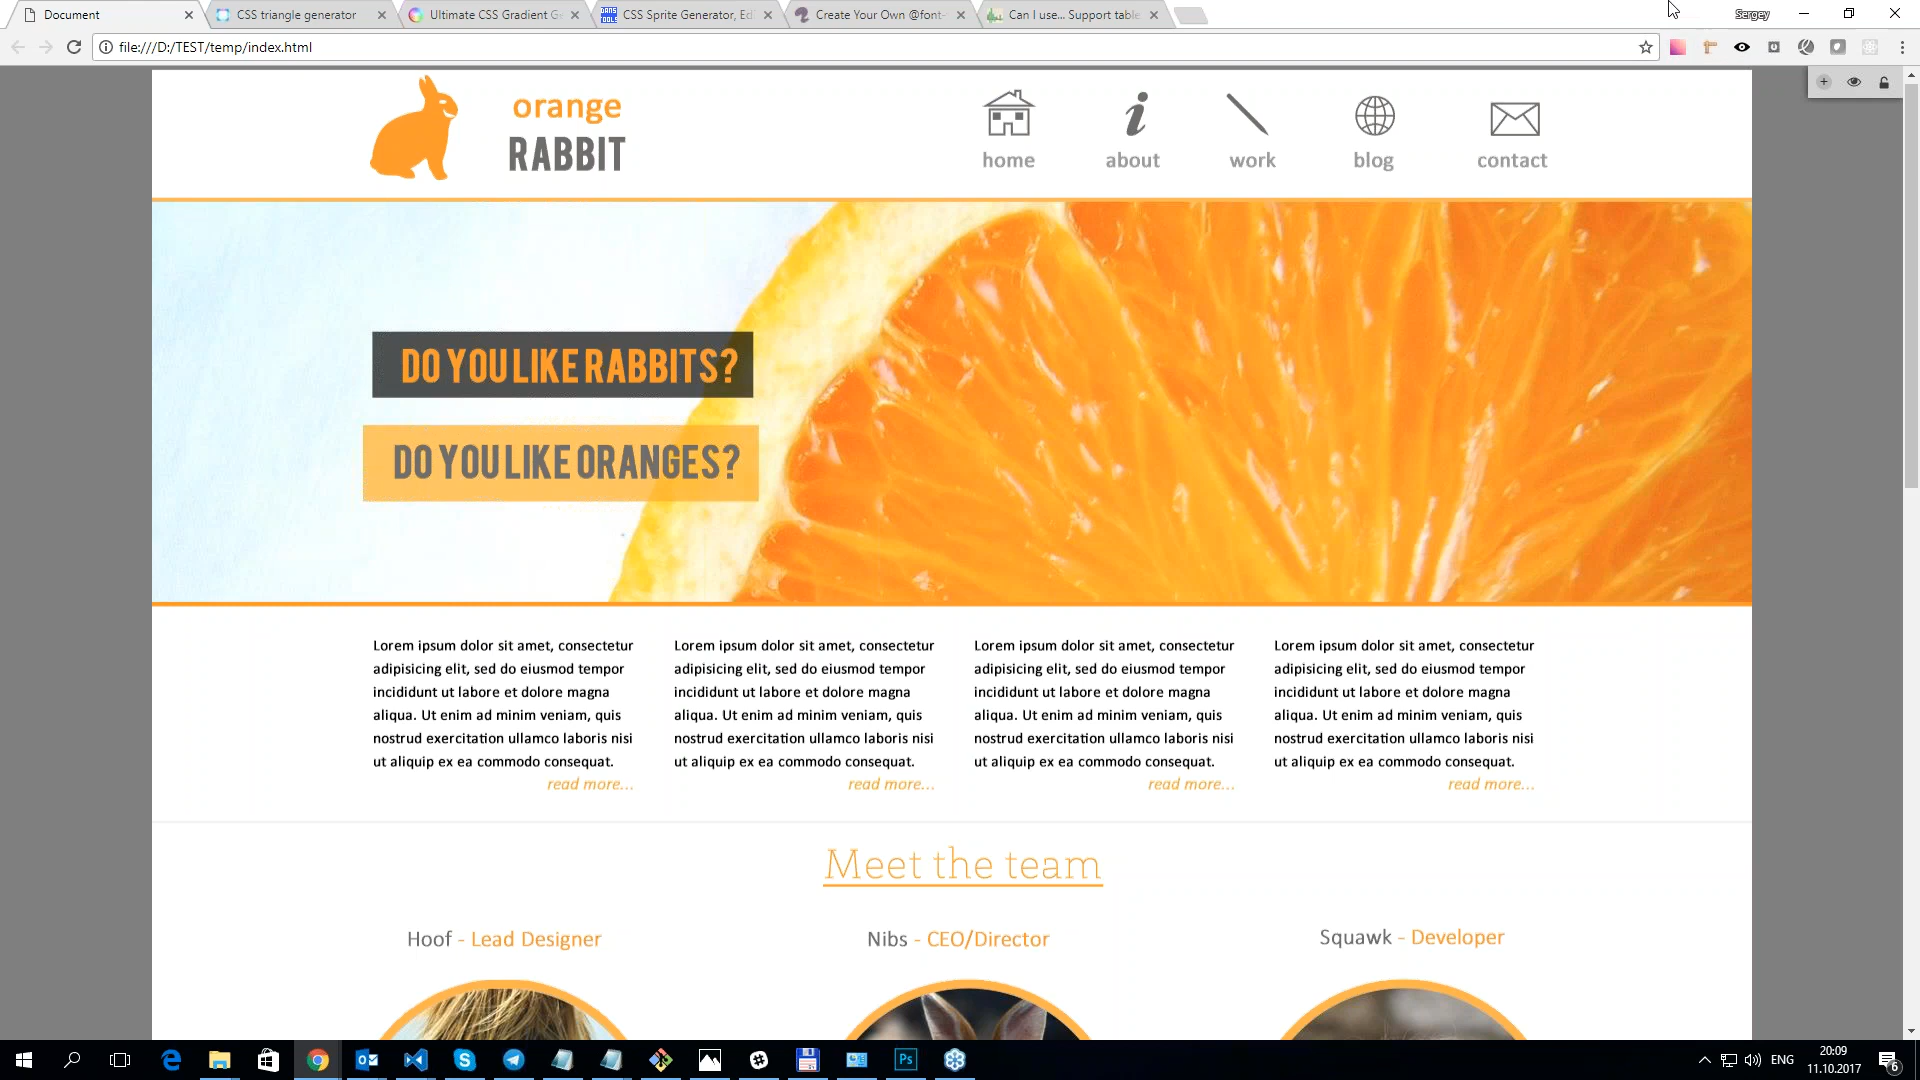 Document
CSS triangle generator
Ultimate CSS Gradient G
CSS Sprite Generator, Ed
Create Your Own @font-
Can I use... Support table
Sergey
file:///D:/TEST/temp/index.html
orange
RABBIT
home
about
work
blog
contact
DO YOU LIKE RABBITS?
DO YOU LIKE ORANGES?
Lorem ipsum dolor sit amet, consectetur
adipisicing elit, sed do eiusmod tempor
incididunt ut labore et dolore magna
aliqua. Ut enim ad minim veniam, quis
nostrud exercitation ullamco laboris nisi
ut aliquip ex ea commodo consequat.
read more...
Lorem ipsum dolor sit amet, consectetur
adipisicing elit, sed do eiusmod tempor
incididunt ut labore et dolore magna
aliqua. Ut enim ad minim veniam, quis
nostrud exercitation ullamco laboris nisi
ut aliquip ex ea commodo consequat.
read more...
Lorem ipsum dolor sit amet, consectetur
adipisicing elit, sed do eiusmod tempor
incididunt ut labore et dolore magna
aliqua. Ut enim ad minim veniam, quis
nostrud exercitation ullamco laboris nisi
ut aliquip ex ea commodo consequat.
read more...
Lorem ipsum dolor sit amet, consectetur
adipisicing elit, sed do eiusmod tempor
incididunt ut labore et dolore magna
aliqua. Ut enim ad minim veniam, quis
nostrud exercitation ullamco laboris nisi
ut aliquip ex ea commodo consequat.
read more...
Meet the team
Hoof - Lead Designer
Nibs - CEO/Director
Squawk - Developer
Ps
ENG
20:09
11.10.2017
6